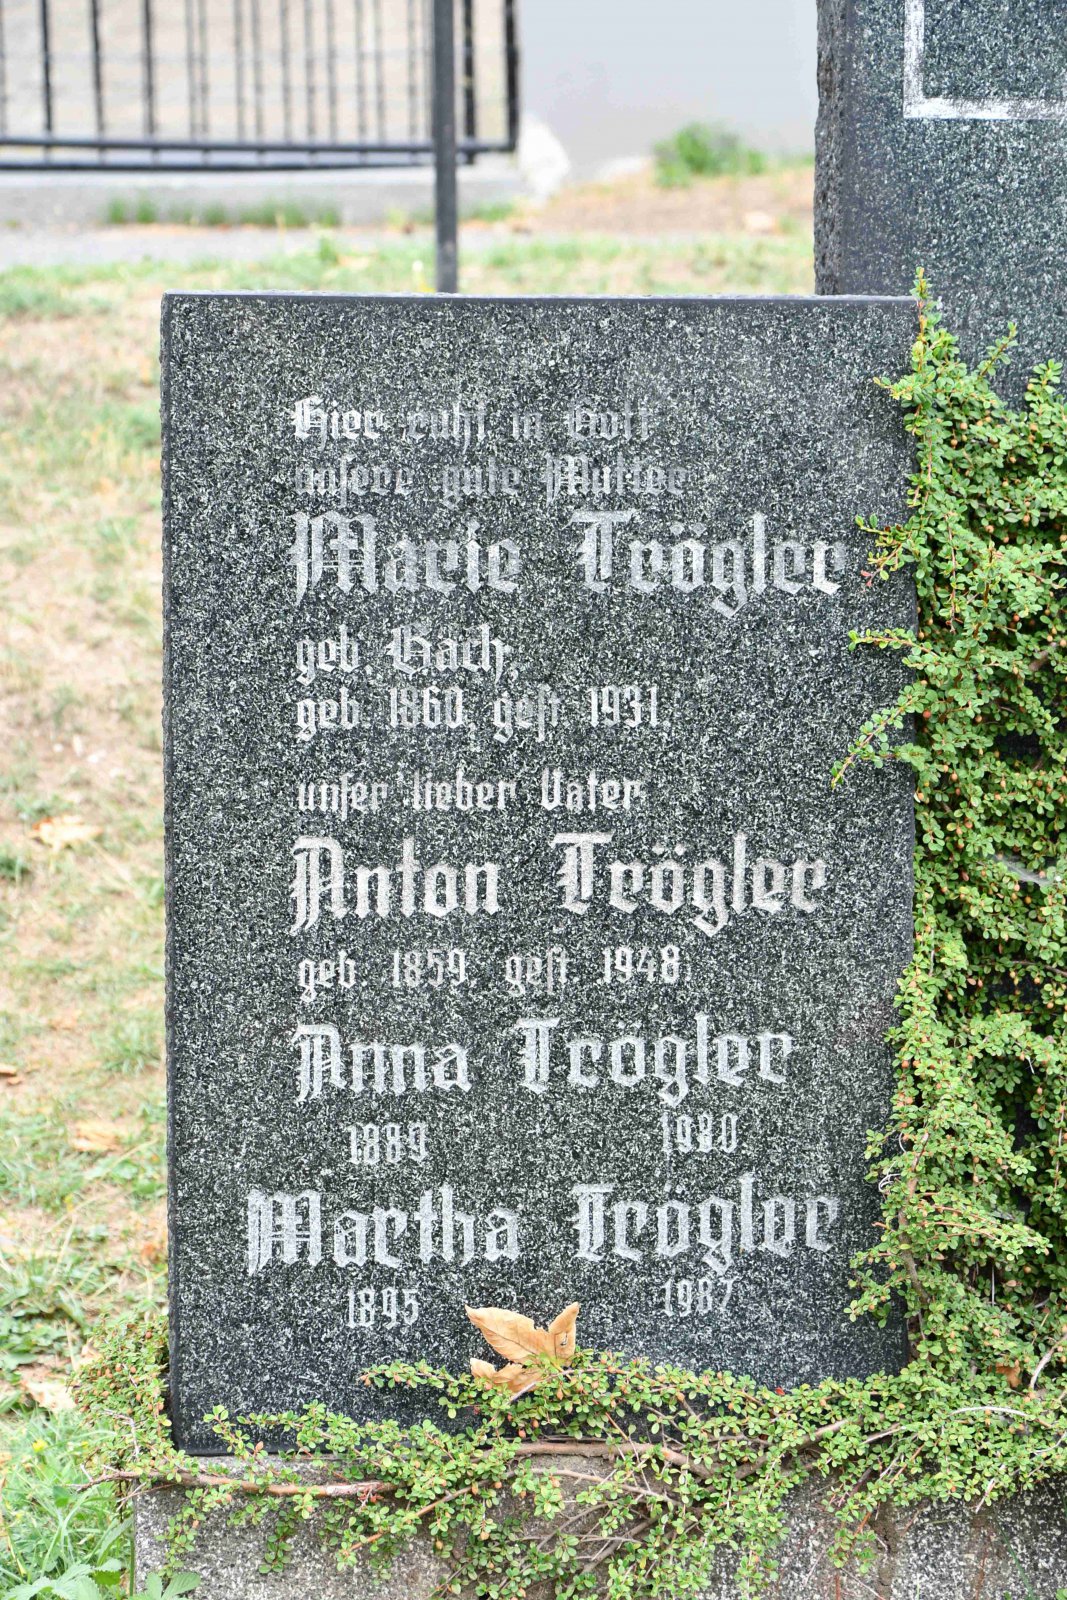 Hier ruht in Gott
unsere gute Mutter
Marie Trögler
geb. Hach,
geb. 1860, gest. 1931,
unser lieber Vater
Anton Trögler
geb. 1859, gest. 1948.
Anna Trögler
1889 1980
Martha Trögler
1895 1987